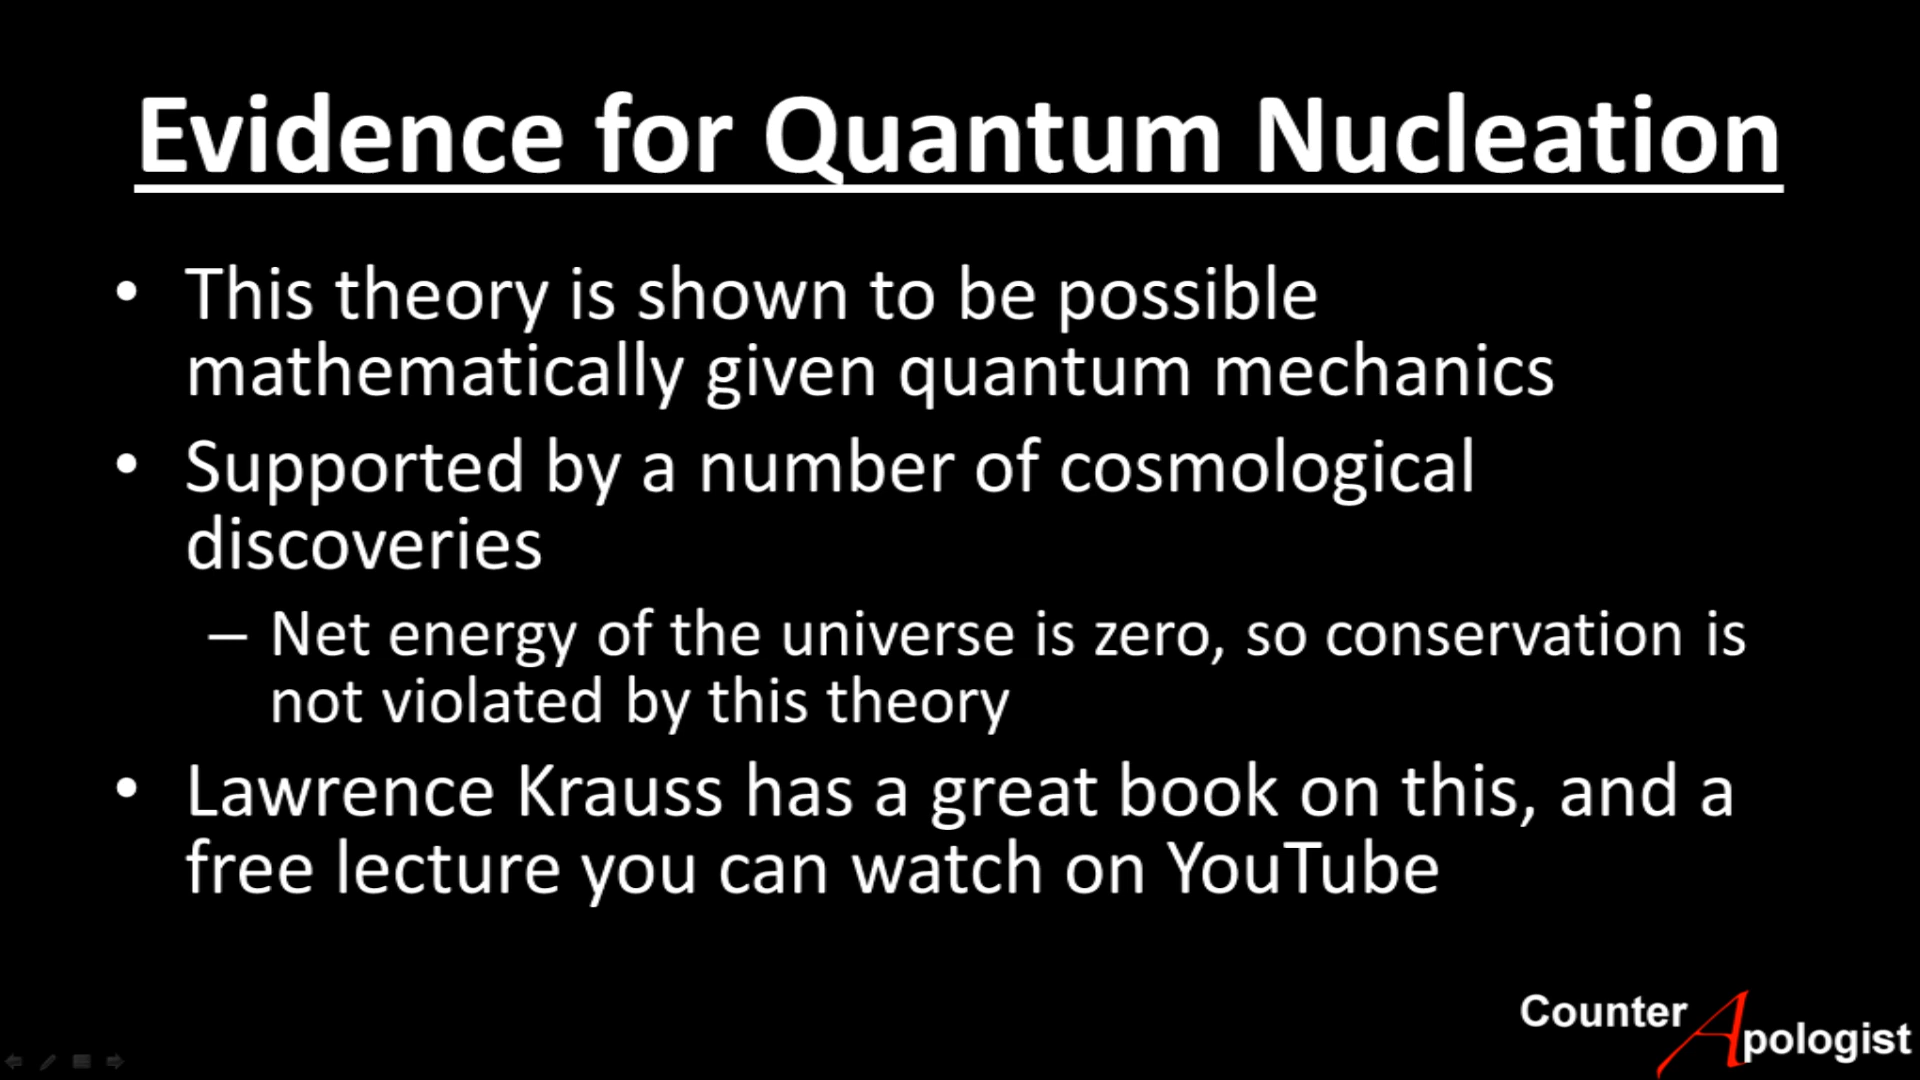 Evidence for Quantum Nucleation
• This theory is shown to be possible
mathematically given quantum mechanics
• Supported by a number of cosmological
discoveries
– Net energy of the universe is zero, so conservation is
not violated by this theory
• Lawrence Krauss has a great book on this, and a
free lecture you can watch on YouTube
Counter
Apologist